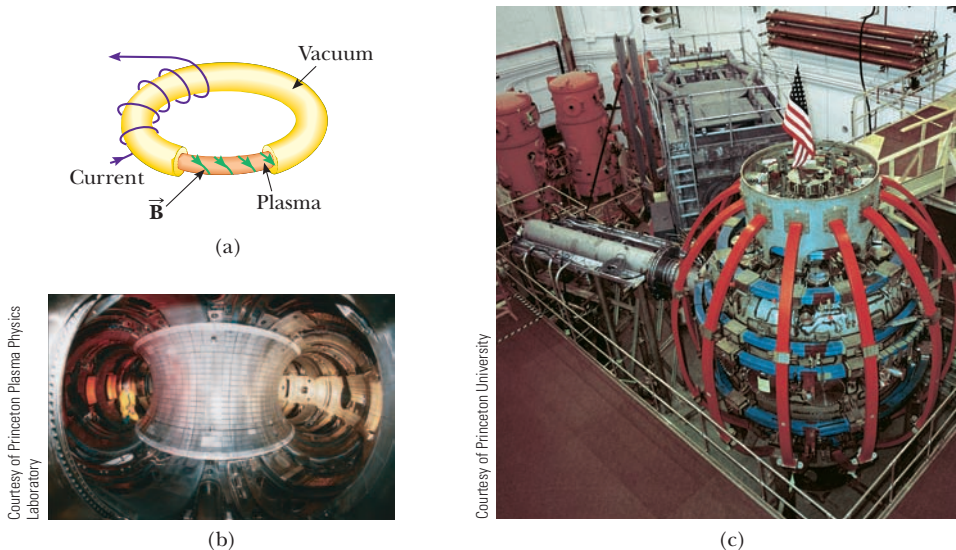 Vacuum
Current
B
Plasma
(a)
Courtesy of Princeton Plasma Physics
Laboratory
(b)
Courtesy of Princeton University
(c)